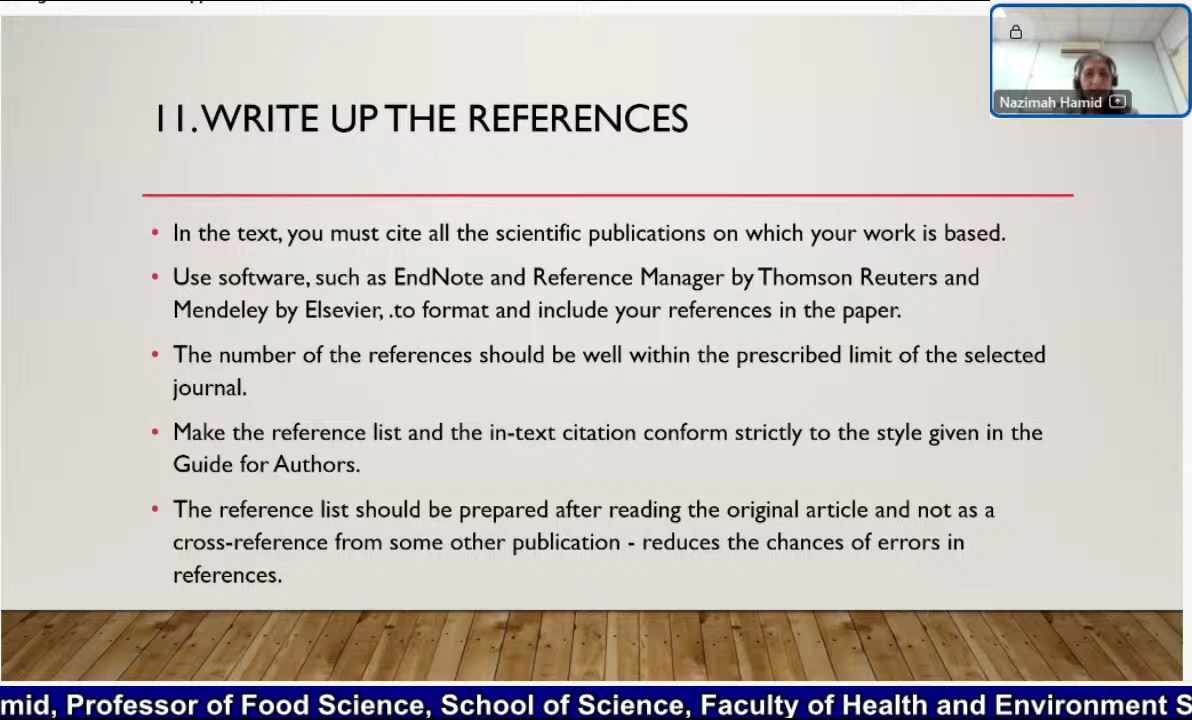 11. WRITE UP THE REFERENCES
Nazimah Hamid
• In the text, you must cite all the scientific publications on which your work is based.
• Use software, such as EndNote and Reference Manager by Thomson Reuters and
Mendeley by Elsevier, .to format and include your references in the paper.
• The number of the references should be well within the prescribed limit of the selected
journal.
• Make the reference list and the in-text citation conform strictly to the style given in the
Guide for Authors.
• The reference list should be prepared after reading the original article and not as a
cross-reference from some other publication - reduces the chances of errors in
references.
mid, Professor of Food Science, School of Science, Faculty of Health and Environment S